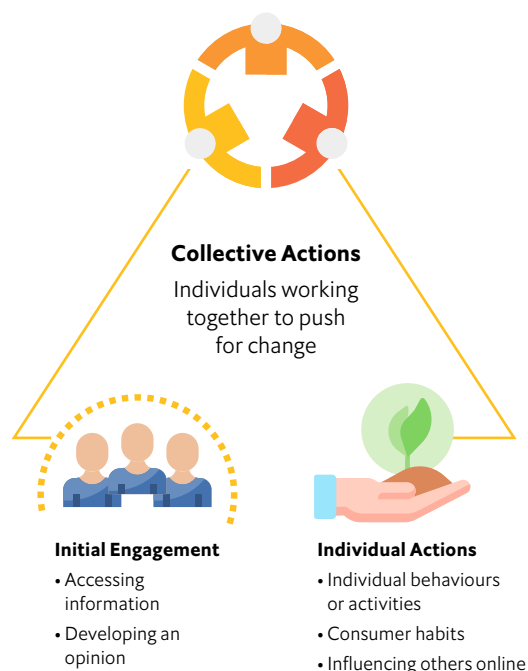 Collective Actions
Individuals working
together to push
for change
Initial Engagement
• Accessing
information
• Developing an
opinion
Individual Actions
• Individual behaviours
or activities
• Consumer habits
• Influencing others online